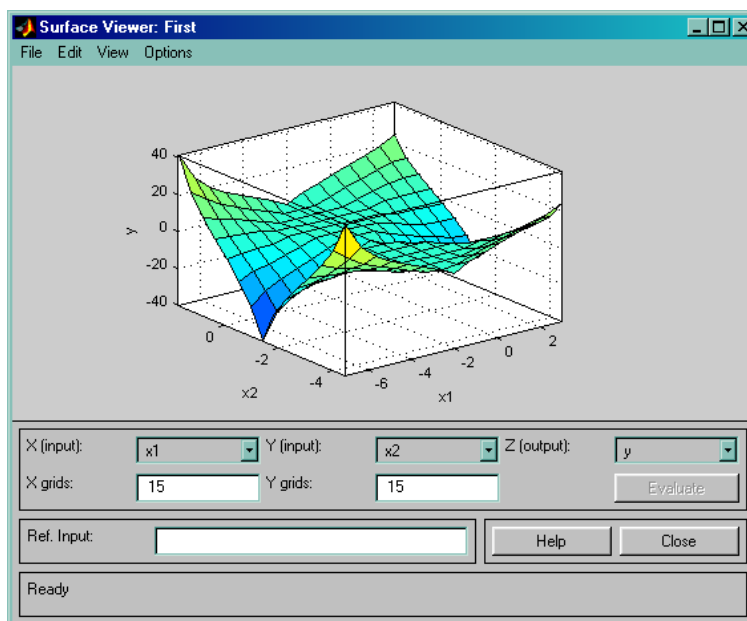 Surface Viewer: First
File Edit View Options
40
20
0
-20
-40
y
0
-2
-4
x2
-6
-4
-2
0
2
x1
X (input): x1 Y (input): x2 Z (output): y
X grids: 15 Y grids: 15 Evaluate
Ref. Input: Help Close
Ready